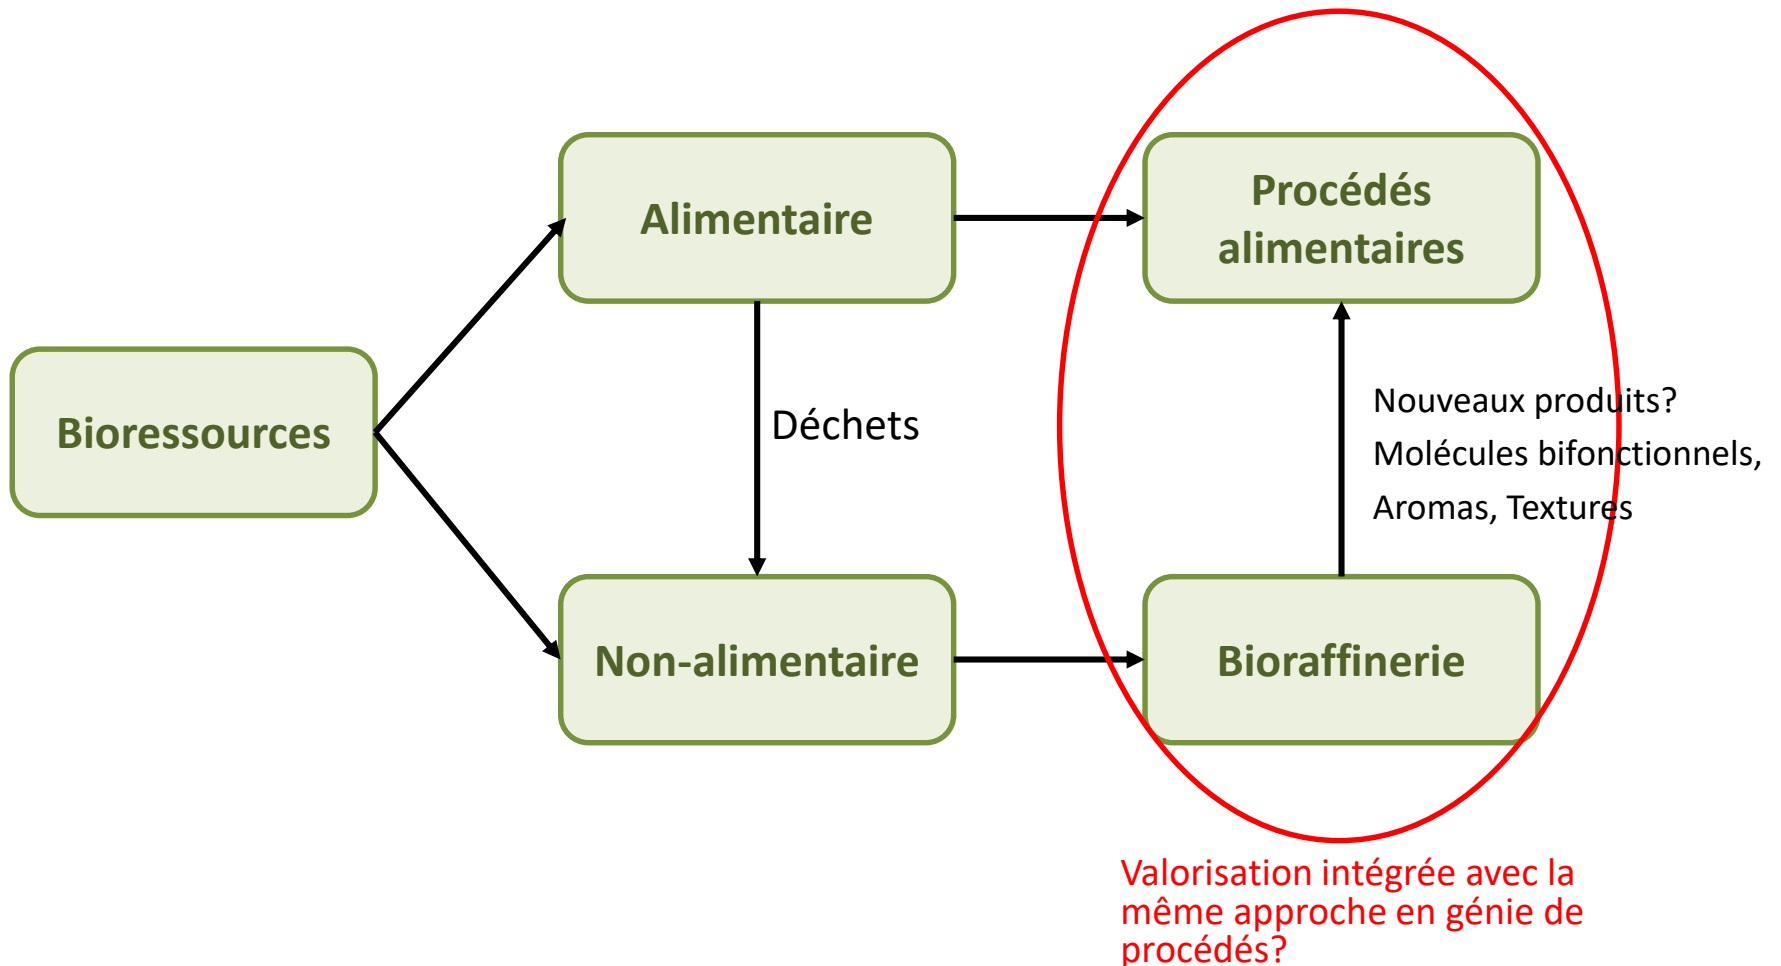 Bioressources
Alimentaire
Déchets
Non-alimentaire
Procédés
alimentaires
Nouveaux produits?
Molécules bifonctionnels,
Aromas, Textures
Bioraffinerie
Valorisation intégrée avec la
même approche en génie de
procédés?